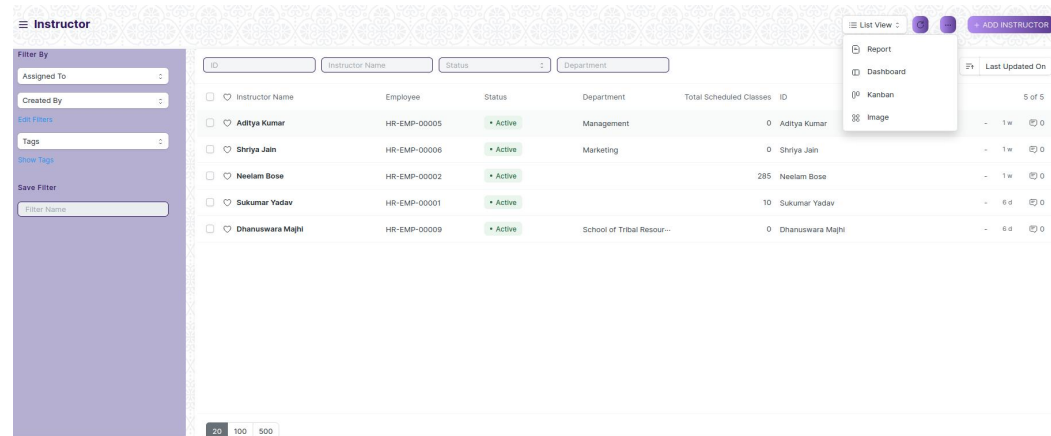 Instructor
List View
+ ADD INSTRUCTOR
Report
Dashboard
Kanban
Image
Filter By
Assigned To
Created By
Edit Filters
Tags
Show Tags
Save Filter
Filter Name
ID Instructor Name Status Department Last Updated On
Instructor Name Employee Status Department Total Scheduled Classes ID 5 of 5
Aditya Kumar HR-EMP-00005 • Active Management 0 Aditya Kumar - 1 w 0
Shriya Jain HR-EMP-00006 • Active Marketing 0 Shriya Jain - 1 w 0
Neelam Bose HR-EMP-00002 • Active 285 Neelam Bose - 1 w 0
Sukumar Yadav HR-EMP-00001 • Active 10 Sukumar Yadav - 6 d 0
Dhanuswara Majhi HR-EMP-00009 • Active School of Tribal Resour··· 0 Dhanuswara Majhi - 6 d 0
20 100 500